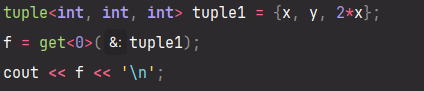 tuple<int, int, int> tuple1 = {x, y, 2*x};
f = get<0>( &: tuple1);
cout << f << '\n';